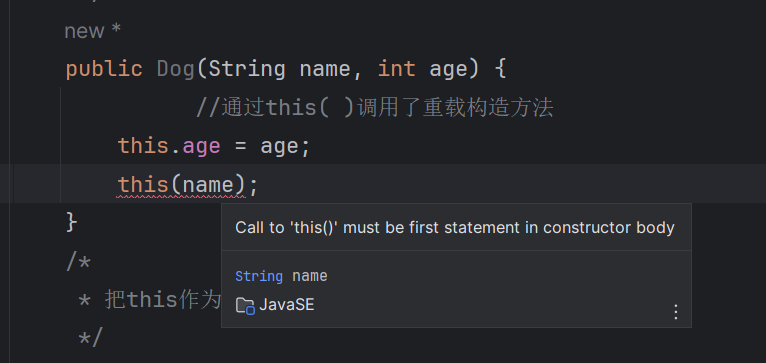 new *
public Dog(String name, int age) {
//通过this( )调用了重载构造方法
this.age = age;
this(name);
}
Call to 'this()' must be first statement in constructor body
/*
String name
* 把this作为
JavaSE
*/